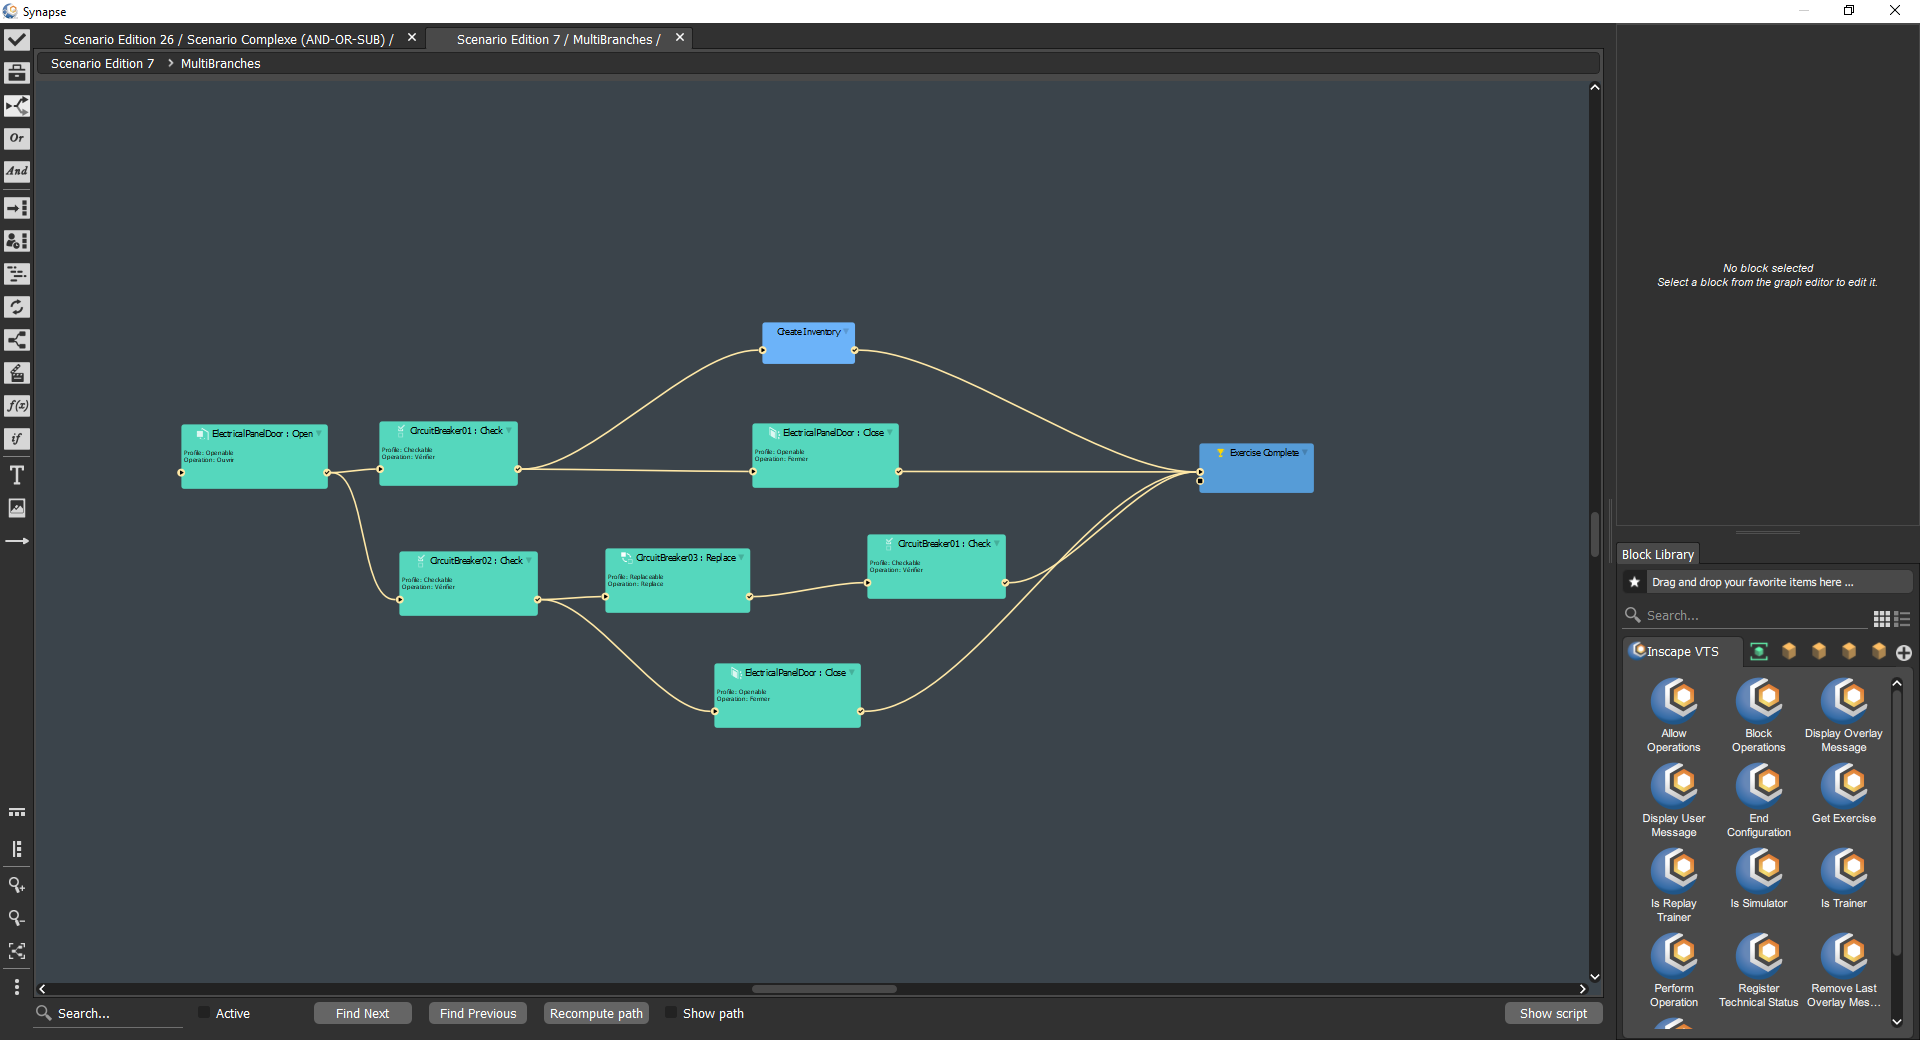 Synapse
Scenario Edition 26 / Scenario Complexe (AND-OR-SUB) /
Scenario Edition 7 / MultiBranches /
Scenario Edition 7 > MultiBranches
Or
And
f(x)
if
T
Create Inventory
ElectricalPanelDoor : Open
Profile: Openable
Operation: Ouvrir
CircuitBreaker01 : Check
Profile: Checkable
Operation: Vérifier
ElectricalPanelDoor : Close
Profile: Openable
Operation: Fermer
Exercise Complete
CircuitBreaker02 : Check
Profile: Checkable
Operation: Vérifier
CircuitBreaker03 : Replace
Profile: Replaceable
Operation: Replace
CircuitBreaker01 : Check
Profile: Checkable
Operation: Vérifier
ElectricalPanelDoor : Close
Profile: Openable
Operation: Fermer
Search...
Active
Find Next
Find Previous
Recompute path
Show path
Show script
No block selected
Select a block from the graph editor to edit it.
Block Library
Drag and drop your favorite items here ...
Search...
Inscape VTS
Allow
Operations
Block
Operations
Display Overlay
Message
Display User
Message
End
Configuration
Get Exercise
Is Replay
Trainer
Is Simulator
Is Trainer
Perform
Operation
Register
Technical Status
Remove Last
Overlay Mes...